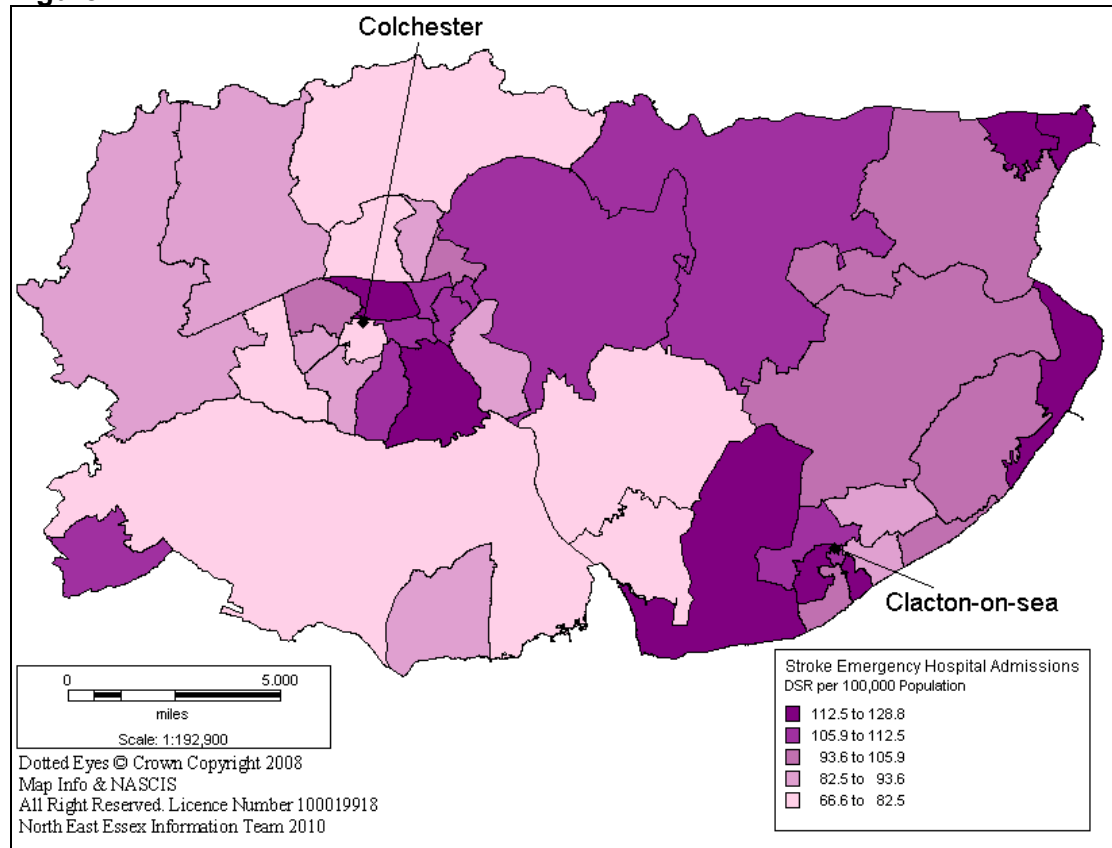 Colchester
Clacton-on-sea
0 5.000
miles
Scale: 1:192,900
Stroke Emergency Hospital Admissions
DSR per 100,000 Population
112.5 to 128.8
105.9 to 112.5
93.6 to 105.9
82.5 to 93.6
66.6 to 82.5
Dotted Eyes © Crown Copyright 2008
Map Info & NASCIS
All Right Reserved. Licence Number 100019918
North East Essex Information Team 2010